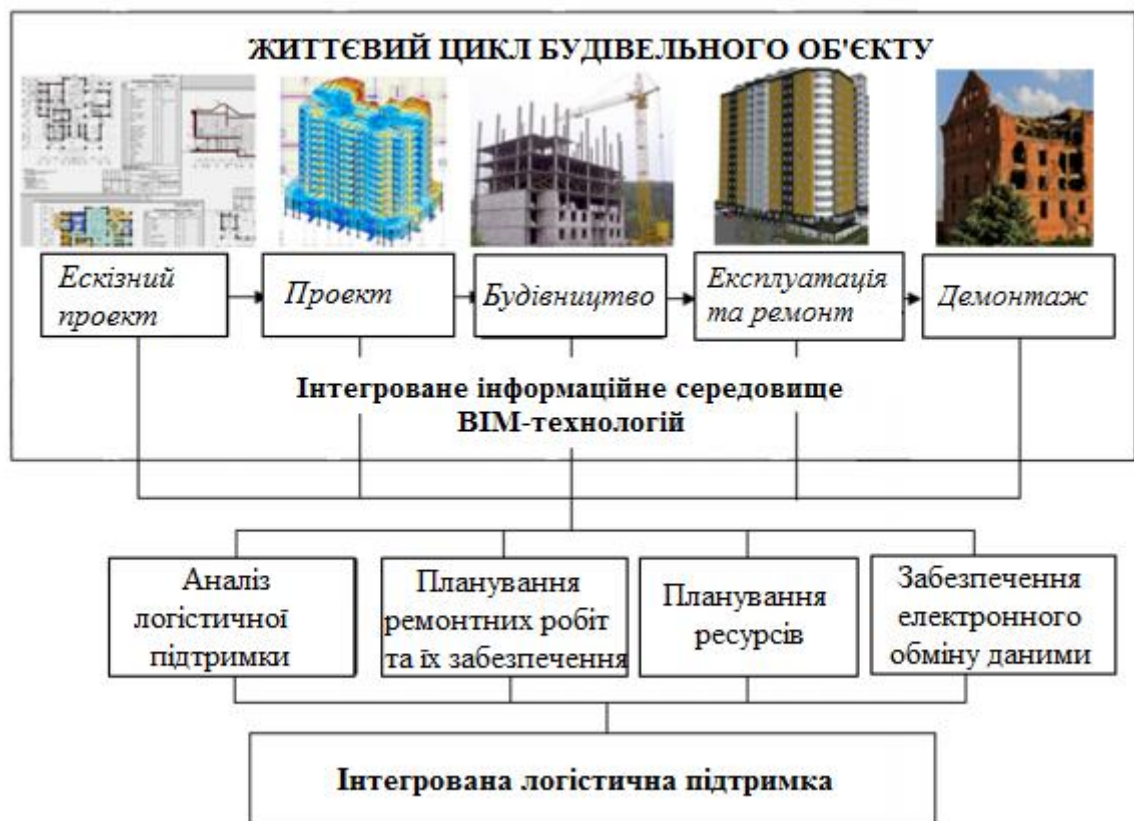 ЖИТТЄВИЙ ЦИКЛ БУДІВЕЛЬНОГО ОБ'ЄКТУ
Ескізний
проект
Проект
Будівництво
Експлуатація
та ремонт
Демонтаж
Інтегроване інформаційне середовище
BIM-технологій
Аналіз
логістичної
підтримки
Планування
ремонтних робіт
та їх забезпечення
Планування
ресурсів
Забезпечення
електронного
обміну даними
Інтегрована логістична підтримка